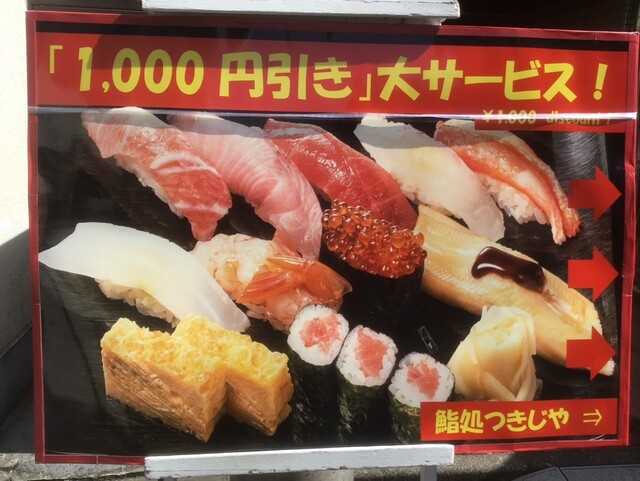 「1,000 円引き」大サービス！
￥1,000 discount !
鮨処つきじや ⇒